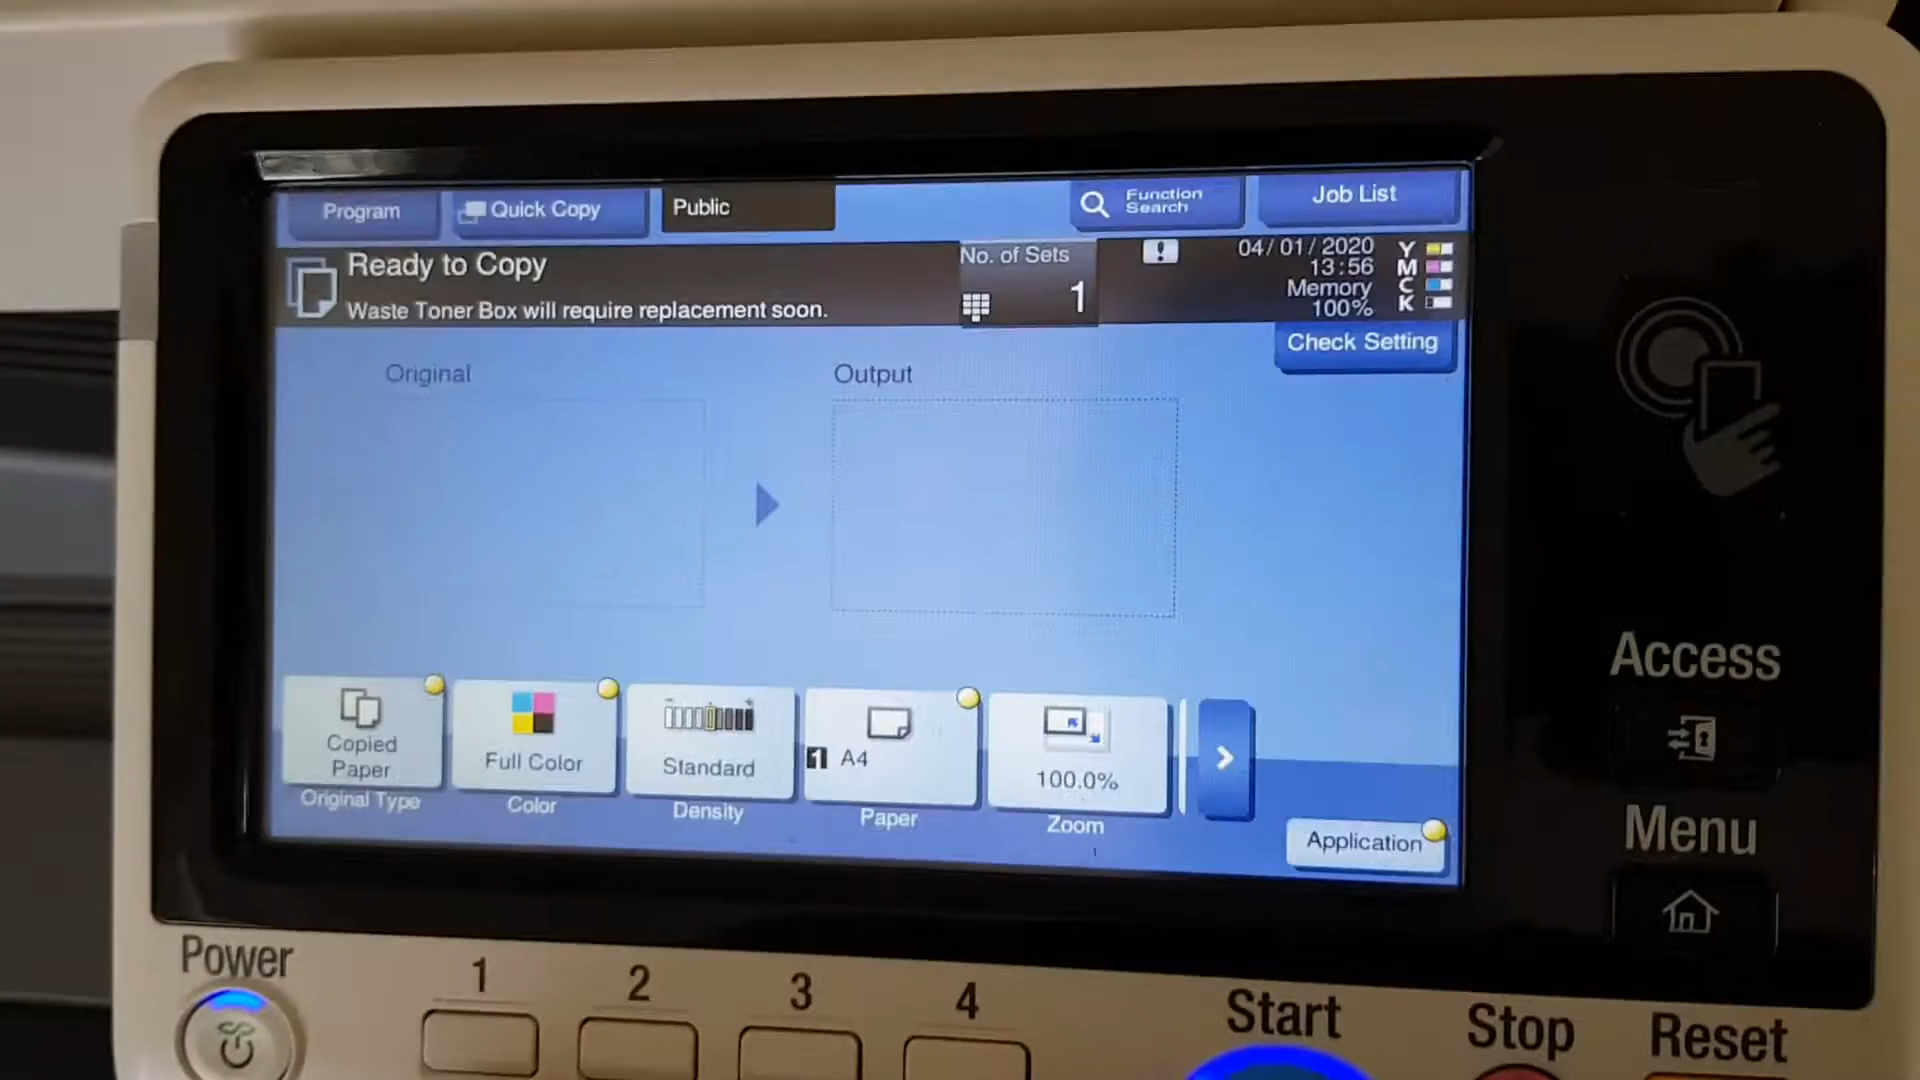 Program
Quick Copy
Public
Function
Search
Job List
Ready to Copy
Waste Toner Box will require replacement soon.
No. of Sets
1
!
04/01/2020
13:56
Memory
100%
Y
M
C
K
Check Setting
Original
Output
Copied
Paper
Original Type
Full Color
Color
Standard
Density
1 A4
Paper
100.0%
Zoom
Application
Access
Menu
Power
1
2
3
4
Start
Stop
Reset